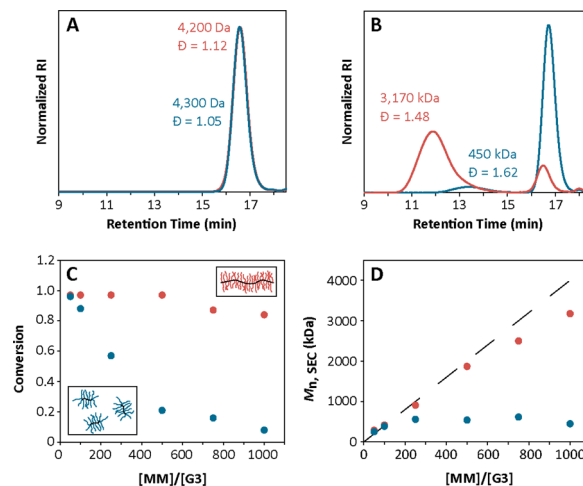 A
Normalized RI
4,200 Da
Đ = 1.12
4,300 Da
Đ = 1.05
9 11 13 15 17
Retention Time (min)
B
Normalized RI
3,170 kDa
Đ = 1.48
450 kDa
Đ = 1.62
9 11 13 15 17
Retention Time (min)
C
Conversion
1.2
1.0
0.8
0.6
0.4
0.2
0
0 200 400 600 800 1000
[MM]/[G3]
D
Mn, SEC (kDa)
4000
3000
2000
1000
0
0 200 400 600 800 1000
[MM]/[G3]